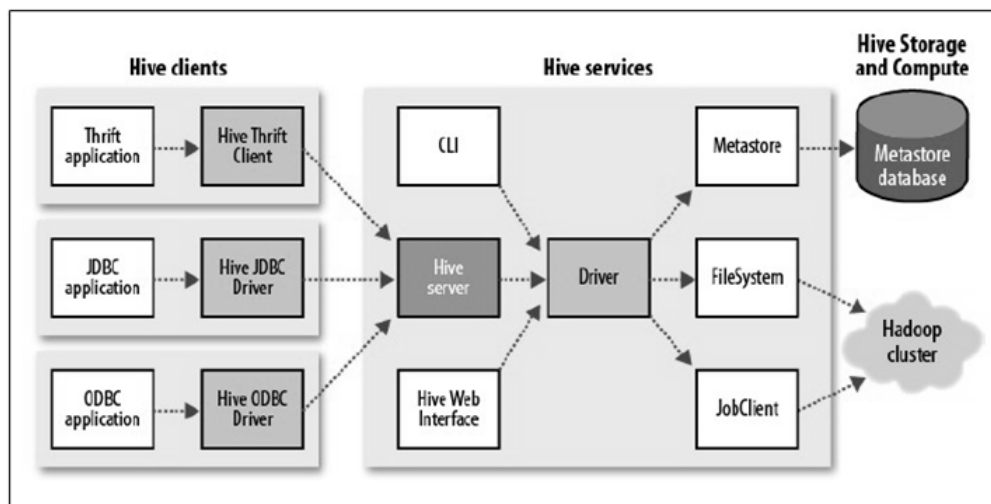 Hive clients
Thrift
application
Hive Thrift
Client
JDBC
application
Hive JDBC
Driver
ODBC
application
Hive ODBC
Driver
Hive services
CLI
Hive
server
Hive Web
Interface
Driver
Metastore
FileSystem
JobClient
Hive Storage
and Compute
Metastore
database
Hadoop
cluster